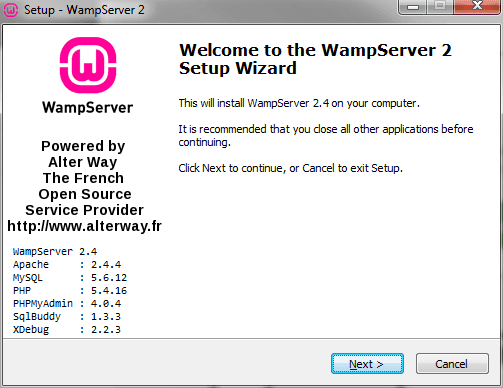 Setup - WampServer 2
WampServer
Powered by
Alter Way
The French
Open Source
Service Provider
http://www.alterway.fr
WampServer 2.4
Apache : 2.4.4
MySQL : 5.6.12
PHP : 5.4.16
PHPMyAdmin : 4.0.4
SqlBuddy : 1.3.3
XDebug : 2.2.3
Welcome to the WampServer 2
Setup Wizard
This will install WampServer 2.4 on your computer.
It is recommended that you close all other applications before
continuing.
Click Next to continue, or Cancel to exit Setup.
Next >
Cancel